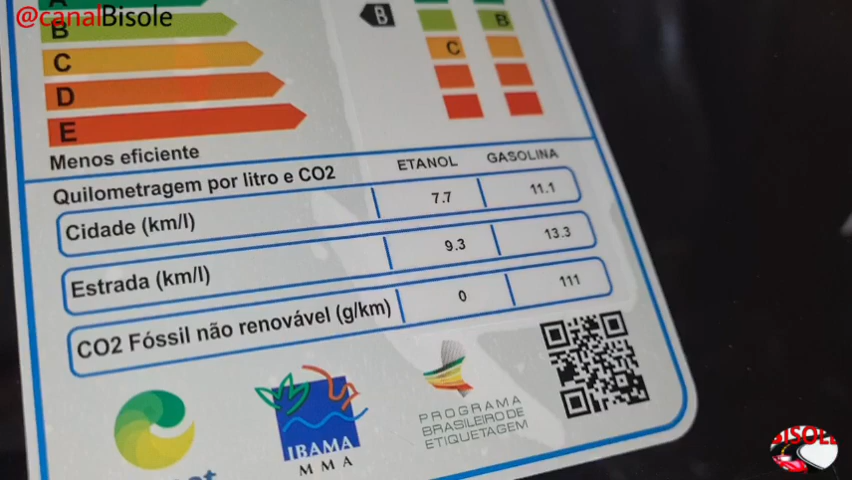 @canalBisole
A
B
B
B
C
C
D
E
Menos eficiente
Quilometragem por litro e CO2 ETANOL GASOLINA
Cidade (km/l) 7.7 11.1
Estrada (km/l) 9.3 13.3
CO2 Fóssil não renovável (g/km) 0 111
IBAMA
MMA
PROGRAMA
BRASILEIRO DE
ETIQUETAGEM
BISOLE